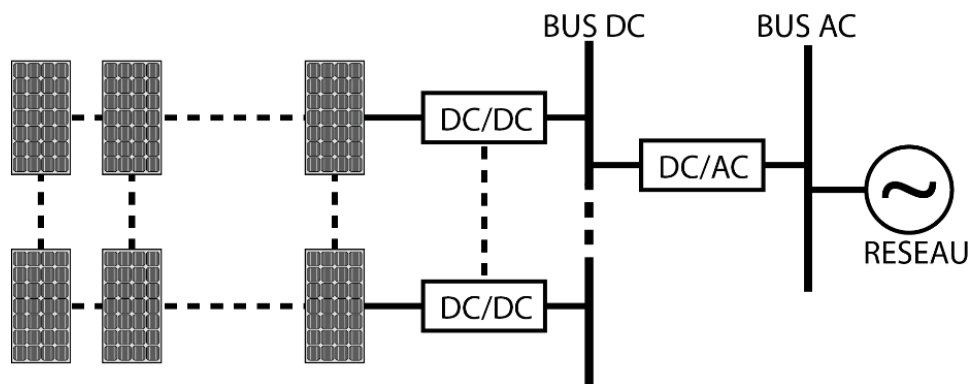 BUS DC
BUS AC
DC/DC
DC/AC
~
RESEAU
DC/DC